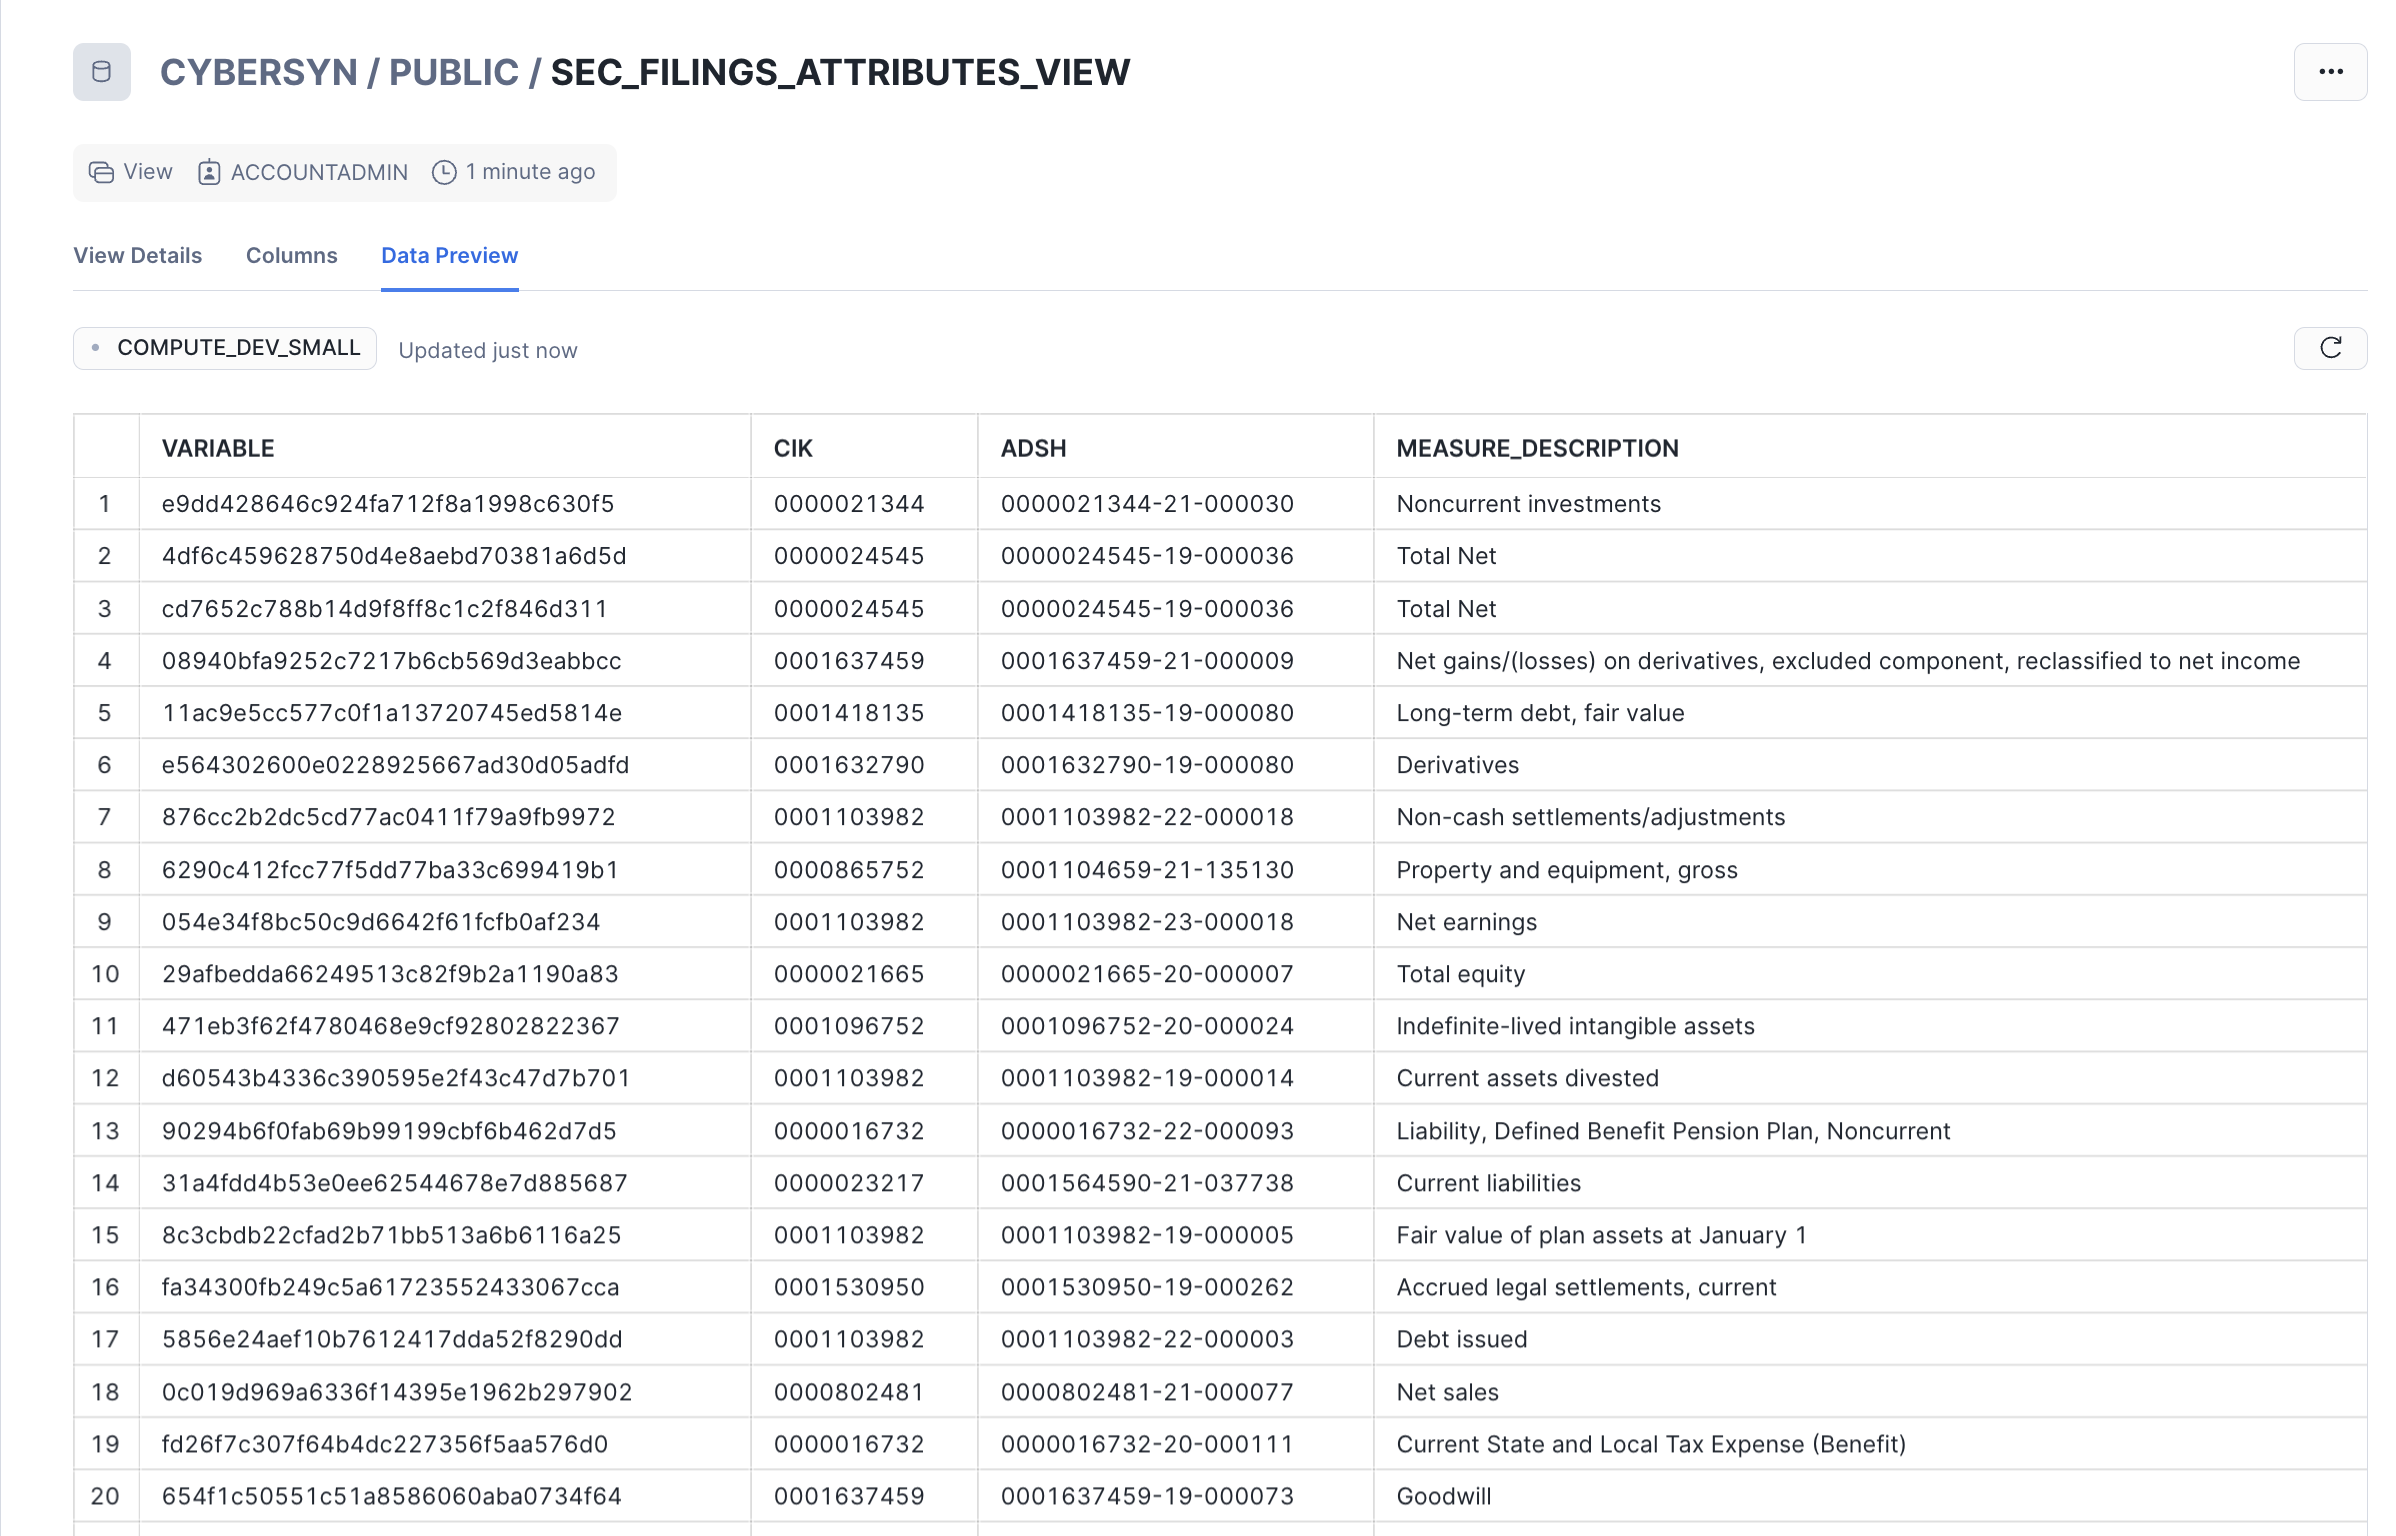 CYBERSYN / PUBLIC / SEC_FILINGS_ATTRIBUTES_VIEW
View ACCOUNTADMIN 1 minute ago
View Details Columns Data Preview
COMPUTE_DEV_SMALL Updated just now
VARIABLE CIK ADSH MEASURE_DESCRIPTION
1 e9dd428646c924fa712f8a1998c630f5 0000021344 0000021344-21-000030 Noncurrent investments
2 4df6c459628750d4e8aebd70381a6d5d 0000024545 0000024545-19-000036 Total Net
3 cd7652c788b14d9f8ff8c1c2f846d311 0000024545 0000024545-19-000036 Total Net
4 08940bfa9252c7217b6cb569d3eabbcc 0001637459 0001637459-21-000009 Net gains/(losses) on derivatives, excluded component, reclassified to net income
5 11ac9e5cc577c0f1a13720745ed5814e 0001418135 0001418135-19-000080 Long-term debt, fair value
6 e564302600e0228925667ad30d05adfd 0001632790 0001632790-19-000080 Derivatives
7 876cc2b2dc5cd77ac0411f79a9fb9972 0001103982 0001103982-22-000018 Non-cash settlements/adjustments
8 6290c412fcc77f5dd77ba33c699419b1 0000865752 0001104659-21-135130 Property and equipment, gross
9 054e34f8bc50c9d6642f61fcfb0af234 0001103982 0001103982-23-000018 Net earnings
10 29afbedda66249513c82f9b2a1190a83 0000021665 0000021665-20-000007 Total equity
11 471eb3f62f4780468e9cf92802822367 0001096752 0001096752-20-000024 Indefinite-lived intangible assets
12 d60543b4336c390595e2f43c47d7b701 0001103982 0001103982-19-000014 Current assets divested
13 90294b6f0fab69b99199cbf6b462d7d5 0000016732 0000016732-22-000093 Liability, Defined Benefit Pension Plan, Noncurrent
14 31a4fdd4b53e0ee62544678e7d885687 0000023217 0001564590-21-037738 Current liabilities
15 8c3cbdb22cfad2b71bb513a6b6116a25 0001103982 0001103982-19-000005 Fair value of plan assets at January 1
16 fa34300fb249c5a61723552433067cca 0001530950 0001530950-19-000262 Accrued legal settlements, current
17 5856e24aef10b7612417dda52f8290dd 0001103982 0001103982-22-000003 Debt issued
18 0c019d969a6336f14395e1962b297902 0000802481 0000802481-21-000077 Net sales
19 fd26f7c307f64b4dc227356f5aa576d0 0000016732 0000016732-20-000111 Current State and Local Tax Expense (Benefit)
20 654f1c50551c51a8586060aba0734f64 0001637459 0001637459-19-000073 Goodwill